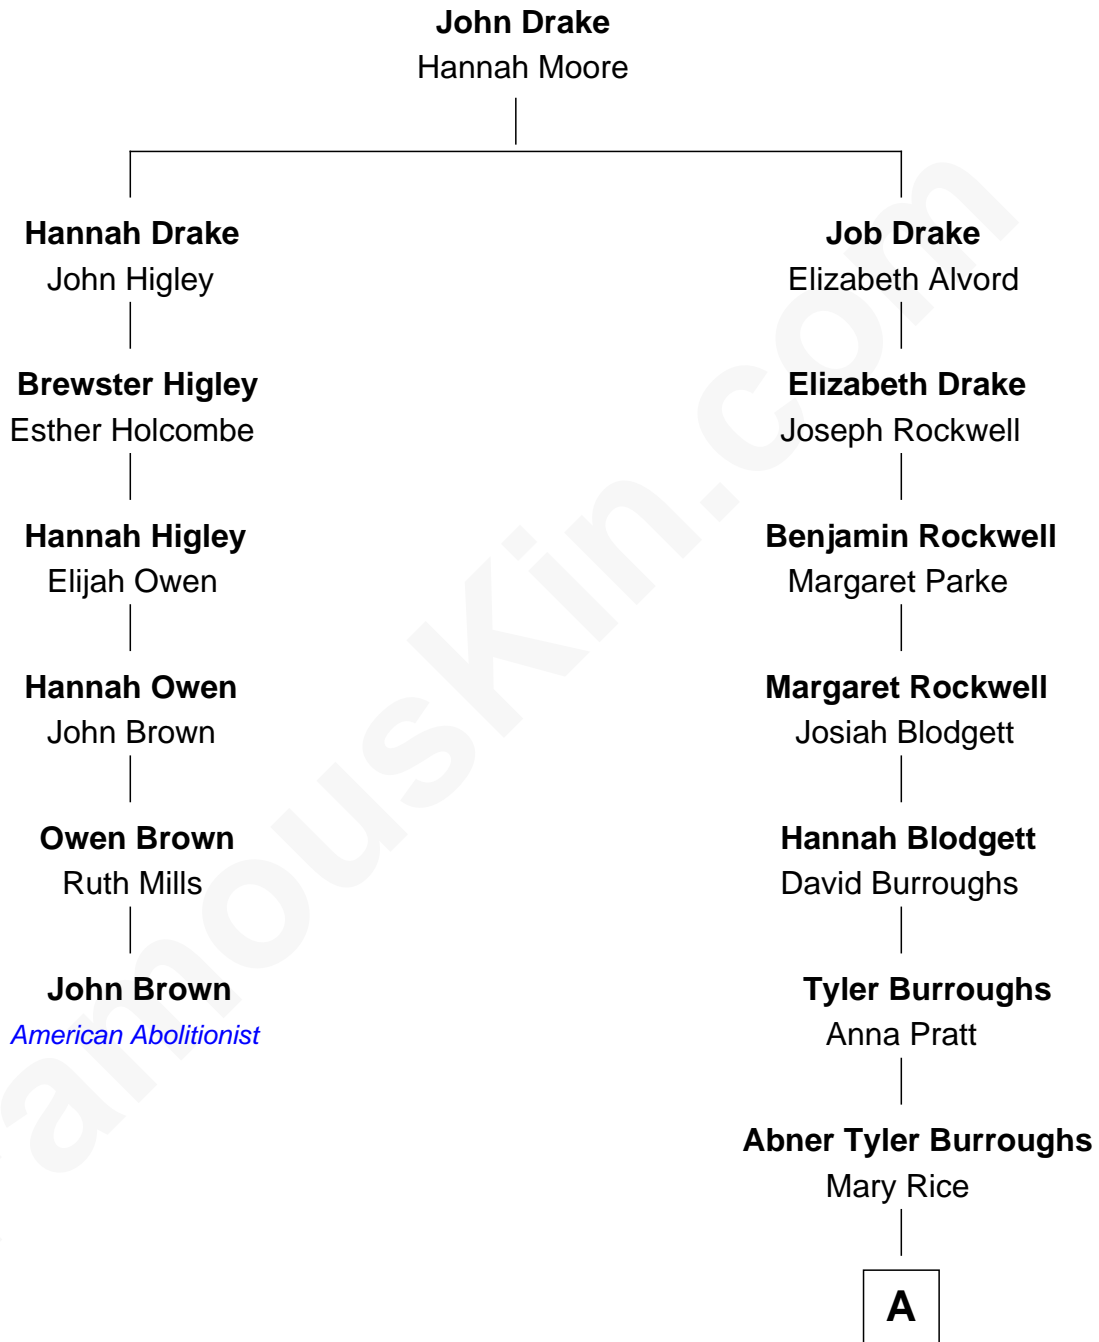 John Drake
Hannah Moore
Hannah Drake
John Higley
Job Drake
Elizabeth Alvord
Brewster Higley
Esther Holcombe
Elizabeth Drake
Joseph Rockwell
Hannah Higley
Elijah Owen
Benjamin Rockwell
Margaret Parke
Hannah Owen
John Brown
Margaret Rockwell
Josiah Blodgett
Owen Brown
Ruth Mills
Hannah Blodgett
David Burroughs
John Brown
American Abolitionist
Tyler Burroughs
Anna Pratt
Abner Tyler Burroughs
Mary Rice
A
amousKin.com